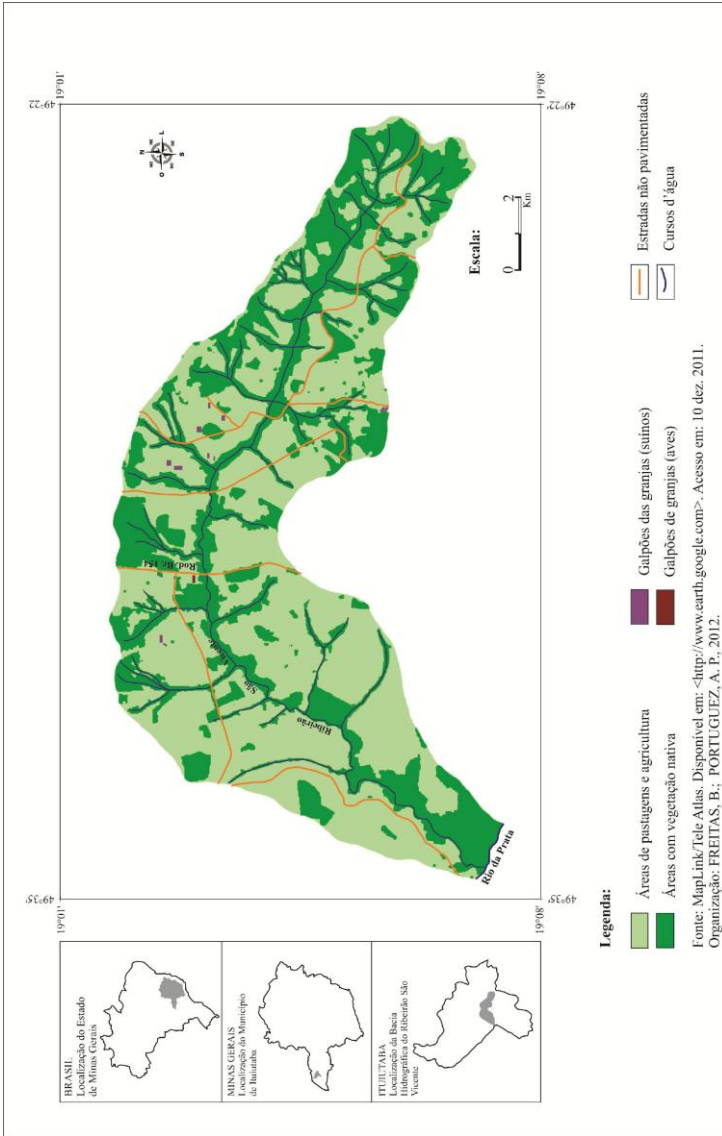 BRASIL
Localização do Estado
de Minas Gerais
MINAS GERAIS
Localização do Município
de Ituiutaba
ITUIUTABA
Localização da Bacia
Hidrográfica do Ribeirão São
Vicente
49°35'
49°22'
19°01'
19°01'
N
O
L
S
Rod. Br. 154
Ribeirão
São
Vicente
Rio da Prata
Escala:
0
2
Km
49°35'
49°22'
19°08'
19°08'
Legenda:
Áreas de pastagens e agricultura
Áreas com vegetação nativa
Galpões das granjas (suínos)
Galpões de granjas (aves)
Estradas não pavimentadas
Cursos d'água
Fonte: MapLink/Tele Atlas. Disponível em: <http://www.earth.google.com>. Acesso em: 10 dez. 2011.
Organização: FREITAS, B.; PORTUGUEZ, A. P., 2012.